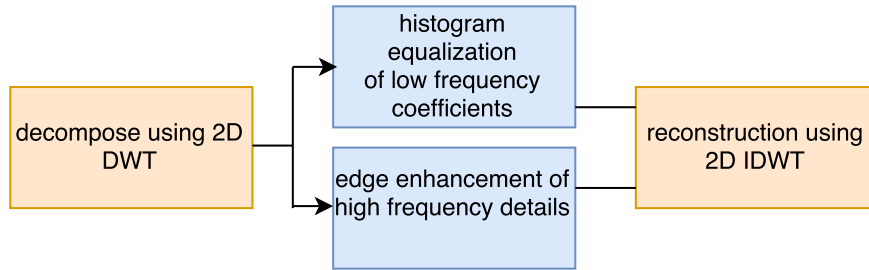 decompose using 2D
DWT
histogram
equalization
of low frequency
coefficients
edge enhancement of
high frequency details
reconstruction using
2D IDWT